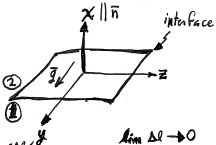 x || n̄
interface
②
ȷ̄
z
①
y
lim Δl → 0